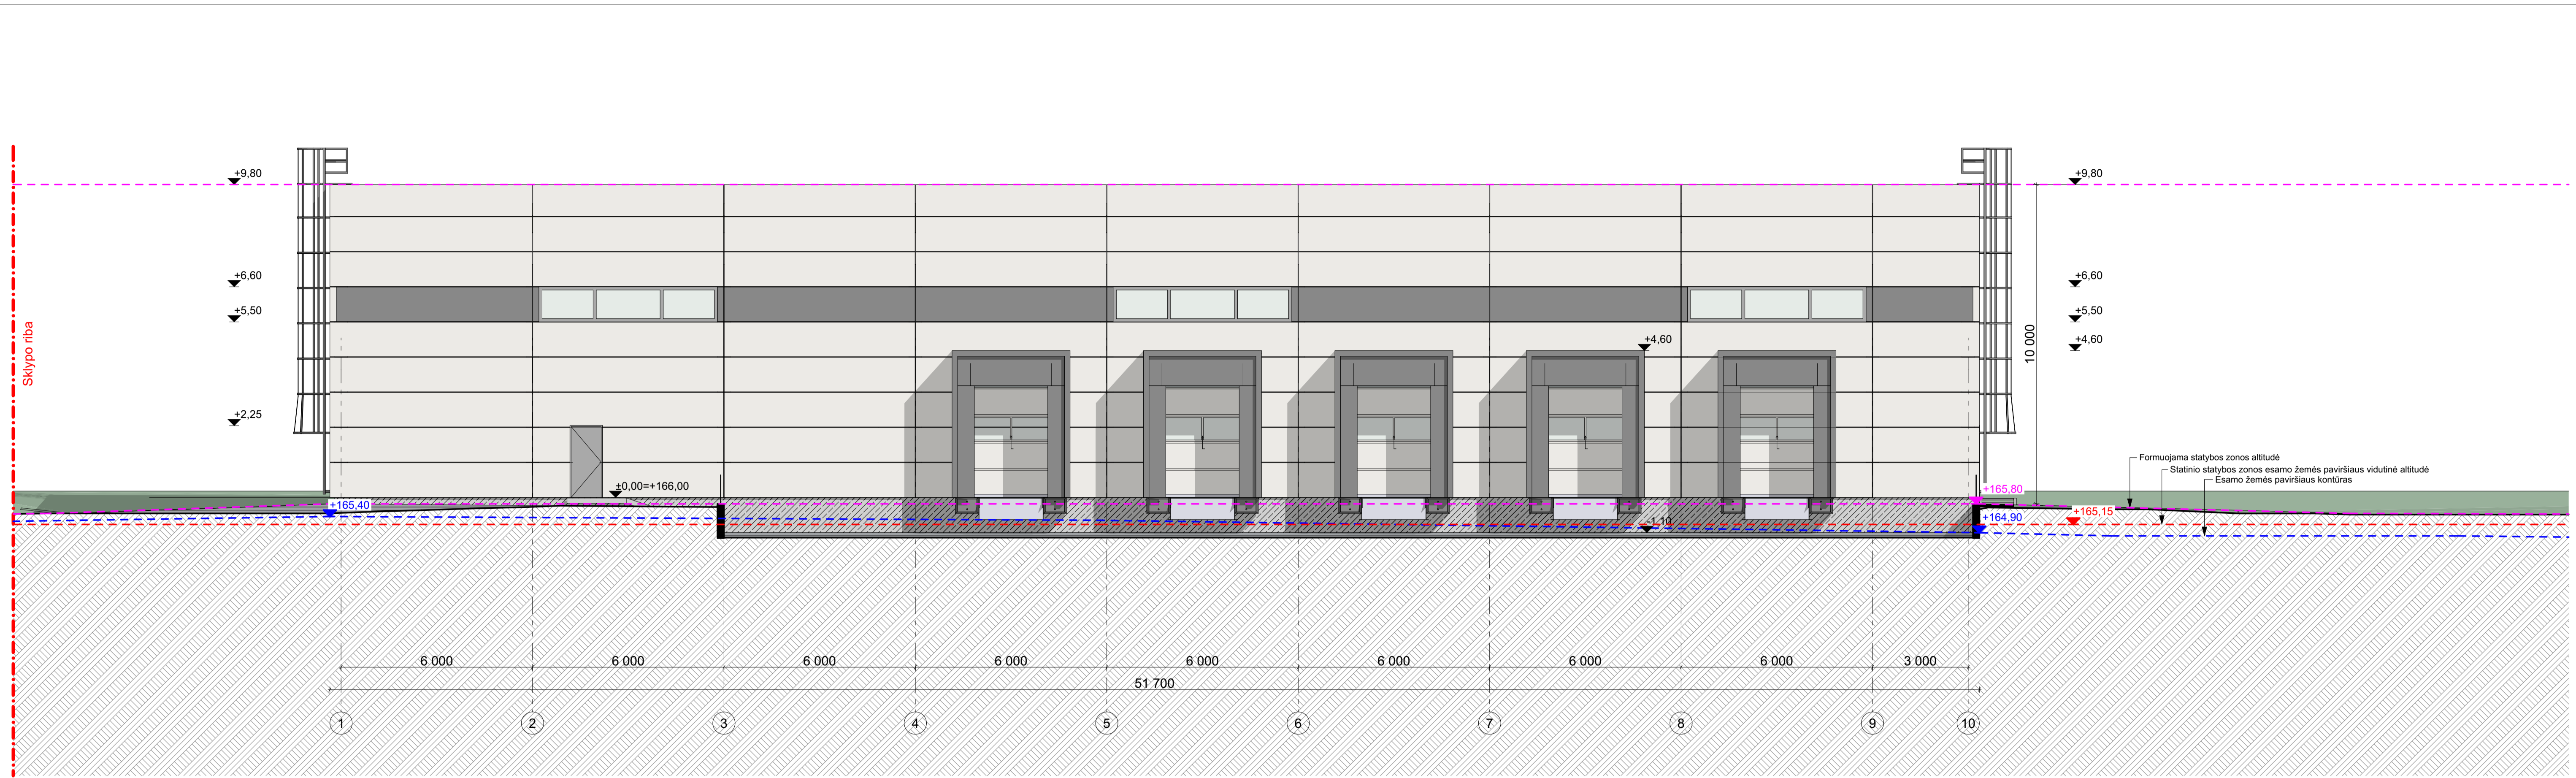 +9,80
+9,80
+6,60
+6,60
+5,50
+5,50
Sklypo riba
10 000
+4,60
+4,60
+2,25
Formuojama statybos zonos altitudė
Statinio statybos zonos esamo žemės paviršiaus vidutinė altitudė
Esamo žemės paviršiaus kontūras
±0,00=+166,00
+165,80
+165,40
+165,15
+164,90
-1,10
6 000 6 000 6 000 6 000 6 000 6 000 6 000 6 000 3 000
51 700
1 2 3 4 5 6 7 8 9 10